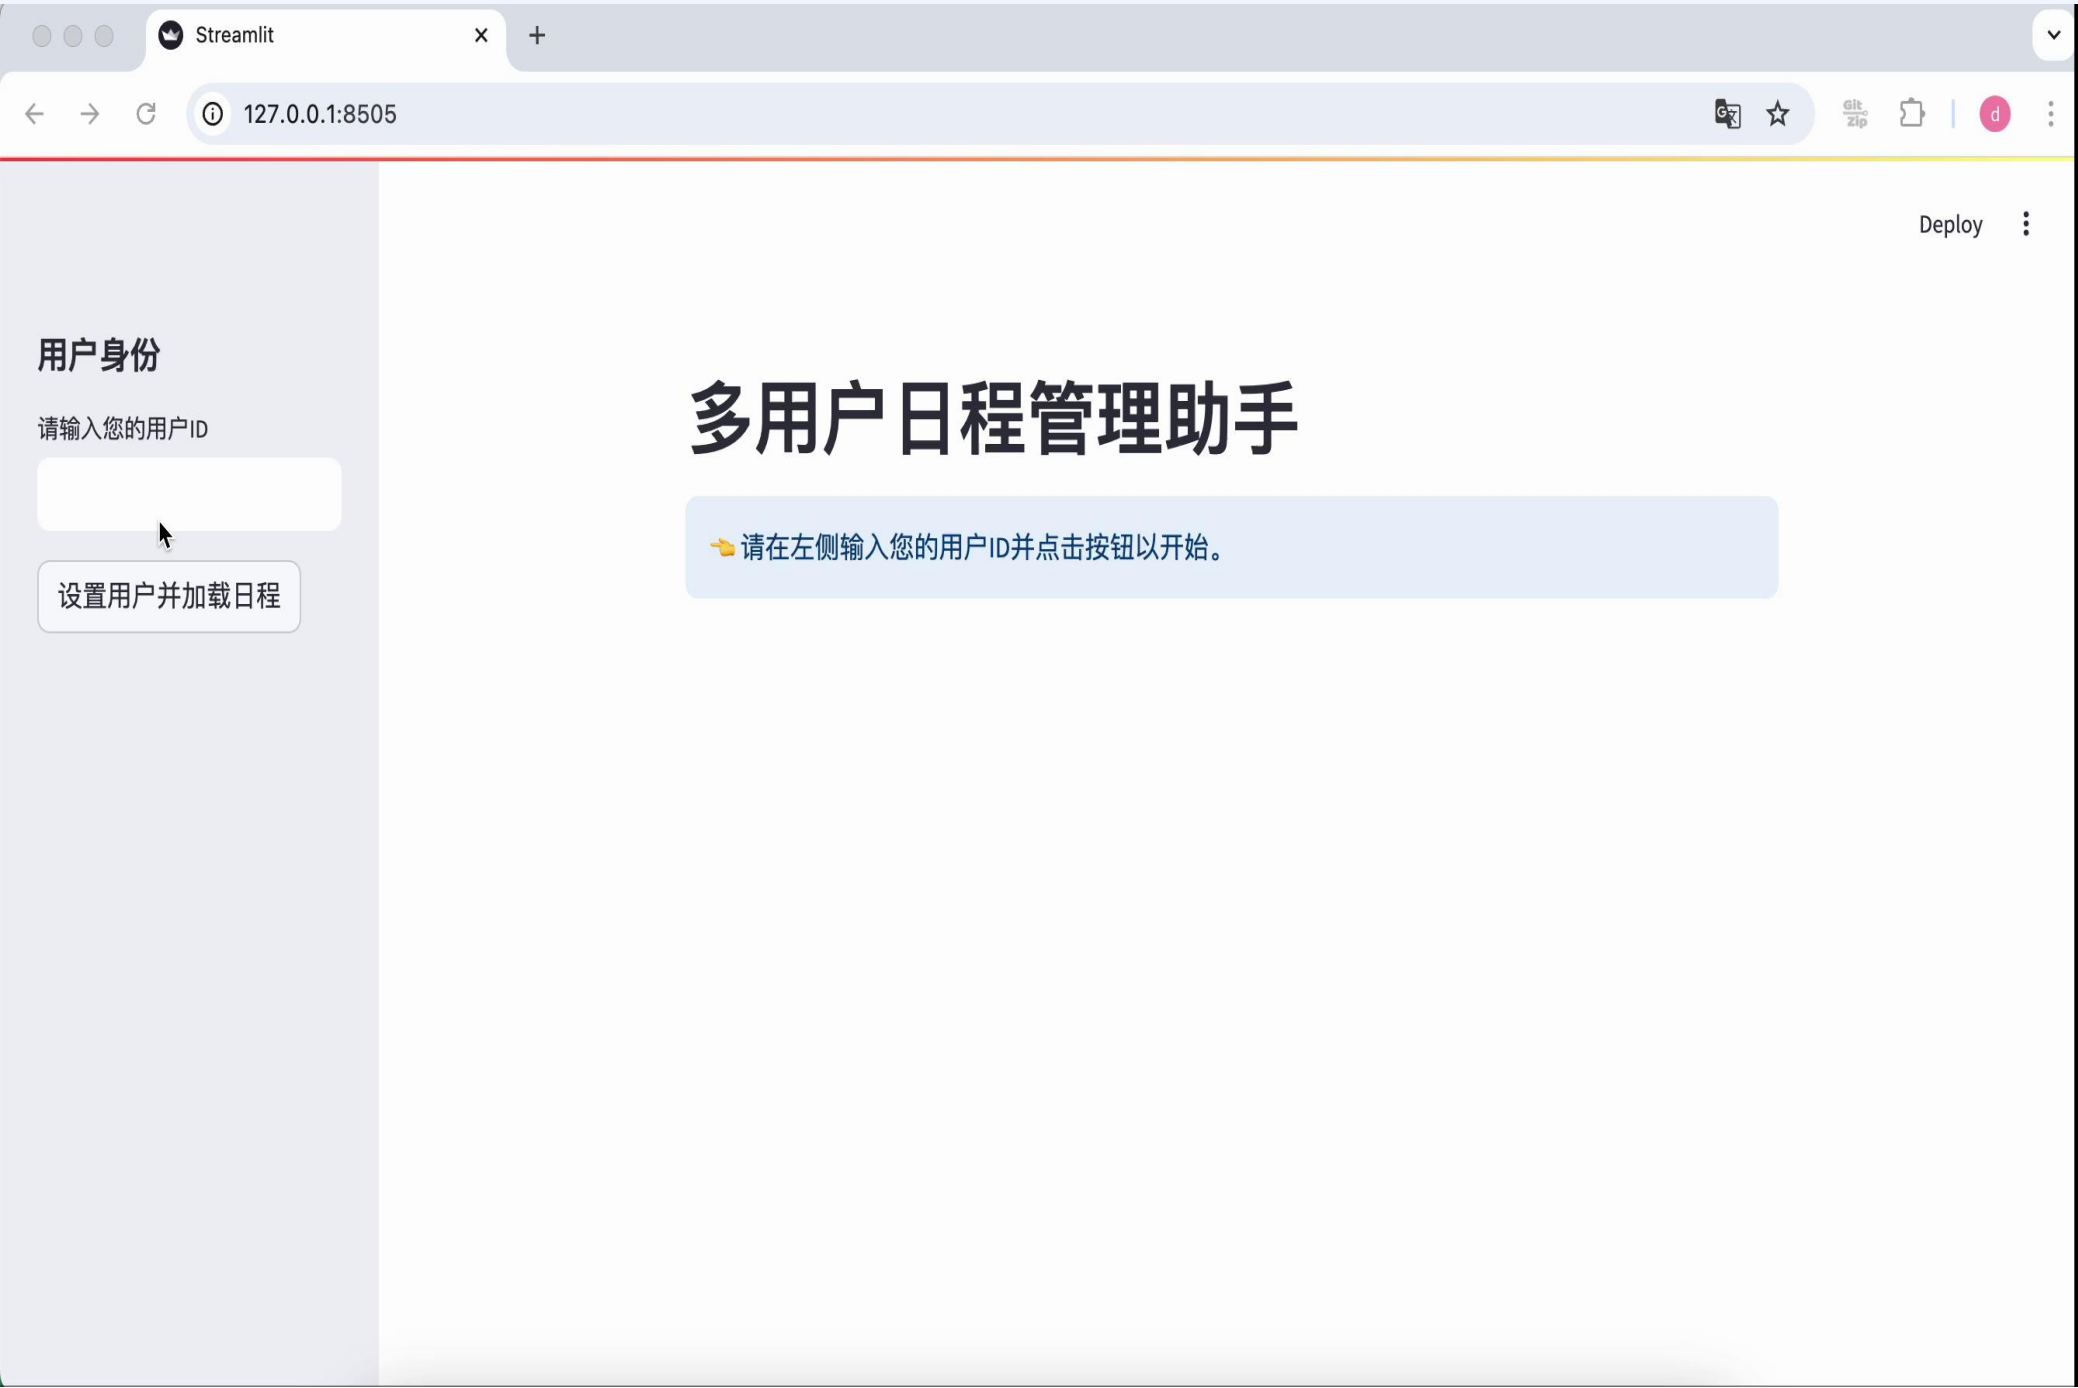 Streamlit
127.0.0.1:8505
Git
Zip
d
Deploy
用户身份
请输入您的用户ID
设置用户并加载日程
多用户日程管理助手
👈 请在左侧输入您的用户ID并点击按钮以开始。